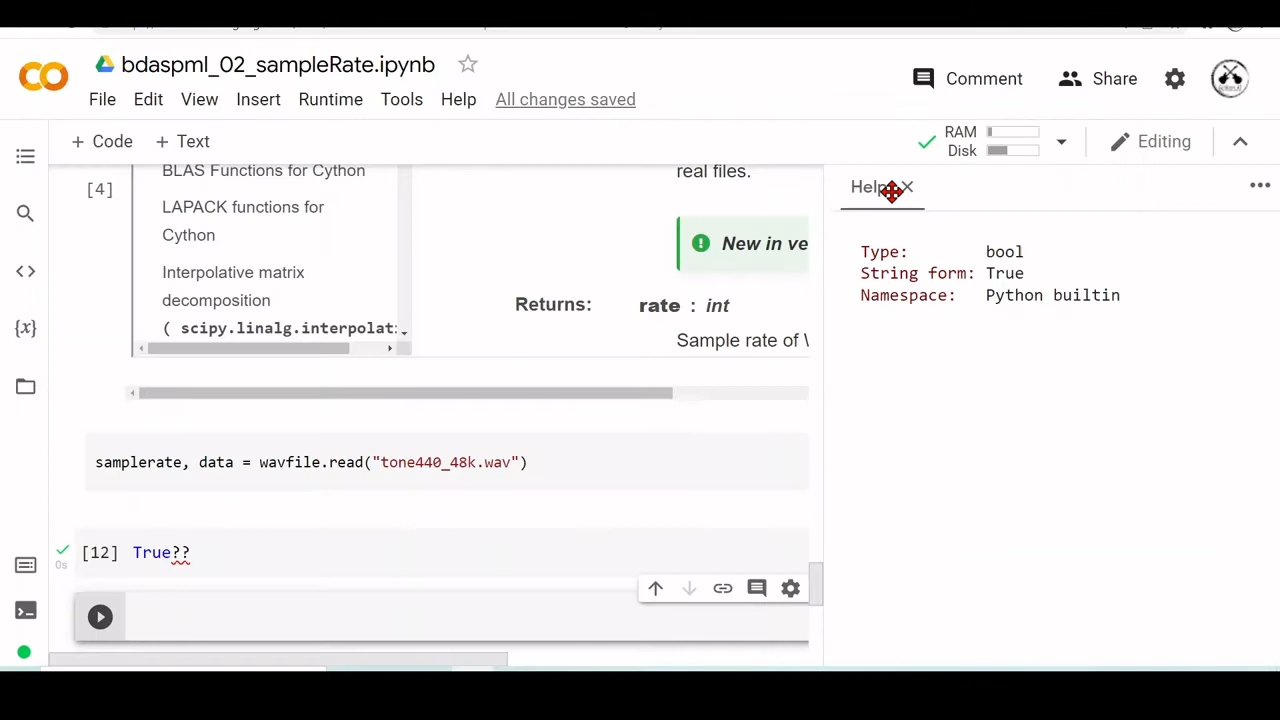 bdaspml_02_sampleRate.ipynb
File Edit View Insert Runtime Tools Help All changes saved
Comment Share
+ Code + Text
RAM
Disk
Editing
[4]
BLAS Functions for Cython
LAPACK functions for
Cython
Interpolative matrix
decomposition
( scipy.linalg.interpolat
real files.
New in ve
Returns: rate : int
Sample rate of
samplerate, data = wavfile.read("tone440_48k.wav")
[12] True??
0s
Help
Type: bool
String form: True
Namespace: Python builtin